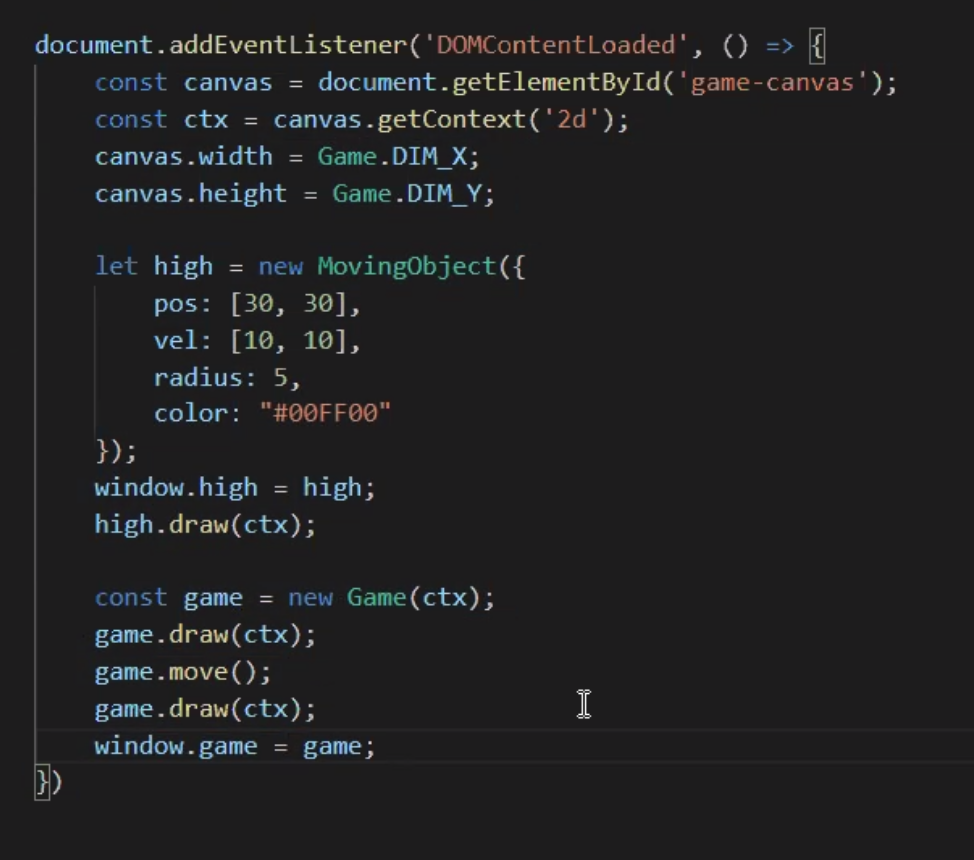 document.addEventListener('DOMContentLoaded', () => {
    const canvas = document.getElementById('game-canvas');
    const ctx = canvas.getContext('2d');
    canvas.width = Game.DIM_X;
    canvas.height = Game.DIM_Y;

    let high = new MovingObject({
        pos: [30, 30],
        vel: [10, 10],
        radius: 5,
        color: "#00FF00"
    });
    window.high = high;
    high.draw(ctx);

    const game = new Game(ctx);
    game.draw(ctx);
    game.move();
    game.draw(ctx);
    window.game = game;
})